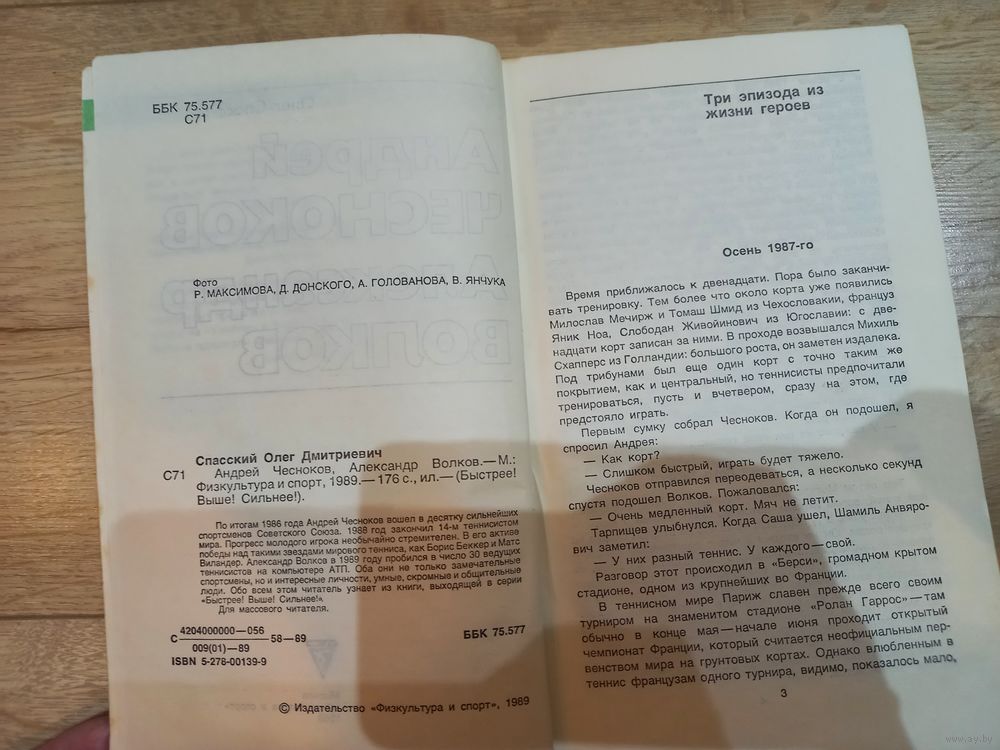 ББК 75.577
С71
Фото
Р. МАКСИМОВА, Д. ДОНСКОГО, А. ГОЛОВАНОВА, В. ЯНЧУКА
Спасский Олег Дмитриевич
С71 Андрей Чесноков, Александр Волков.— М.:
Физкультура и спорт, 1989.— 176 с., ил.— (Быстрее!
Выше! Сильнее!).
По итогам 1986 года Андрей Чесноков вошел в десятку сильнейших
спортсменов Советского Союза. 1988 год закончил 14-м теннисистом
мира. Прогресс молодого игрока необычайно стремителен. В его активе
победы над такими звездами мирового тенниса, как Борис Беккер и Матс
Виландер. Александр Волков в 1989 году пробился в число 30 ведущих
теннисистов на компьютере АТП. Оба они не только замечательные
спортсмены, но и интересные личности, умные, скромные и общительные
люди. Обо всем этом читатель узнает из книги, выходящей в серии
«Быстрее! Выше! Сильнее!».
Для массового читателя.
4204000000—056
С 58—89
009(01)—89
ББК 75.577
ISBN 5-278-00139-9
© Издательство «Физкультура и спорт», 1989
Три эпизода из
жизни героев
Осень 1987-го
Время приближалось к двенадцати. Пора было заканчи-
вать тренировку. Тем более что около корта уже появились
Милослав Мечирж и Томаш Шмид из Чехословакии, француз
Яник Ноа, Слободан Живойинович из Югославии: с две-
надцати корт записан за ними. В проходе возвышался Михиль
Схапперс из Голландии: большого роста, он заметен издалека.
Под трибунами был еще один корт с точно таким же
покрытием, как и центральный, но теннисисты предпочитали
тренироваться, пусть и вчетвером, сразу на этом, где
предстояло играть.
Первым сумку собрал Чесноков. Когда он подошел, я
спросил Андрея:
— Как корт?
— Слишком быстрый, играть будет тяжело.
Чесноков отправился переодеваться, а несколько секунд
спустя подошел Волков. Пожаловался:
— Очень медленный корт. Мяч не летит.
Тарпищев улыбнулся. Когда Саша ушел, Шамиль Анвяро-
вич заметил:
— У них разный теннис. У каждого — свой.
Разговор этот происходил в «Берси», громадном крытом
стадионе, одном из крупнейших во Франции.
В теннисном мире Париж славен прежде всего своим
турниром на знаменитом стадионе «Ролан Гаррос» — там
обычно в конце мая — начале июня проходит открытый
чемпионат Франции, который считается неофициальным пер-
венством мира на грунтовых кортах. Однако влюбленным в
теннис французам одного турнира, видимо, показалось мало,
3
www.ay.by